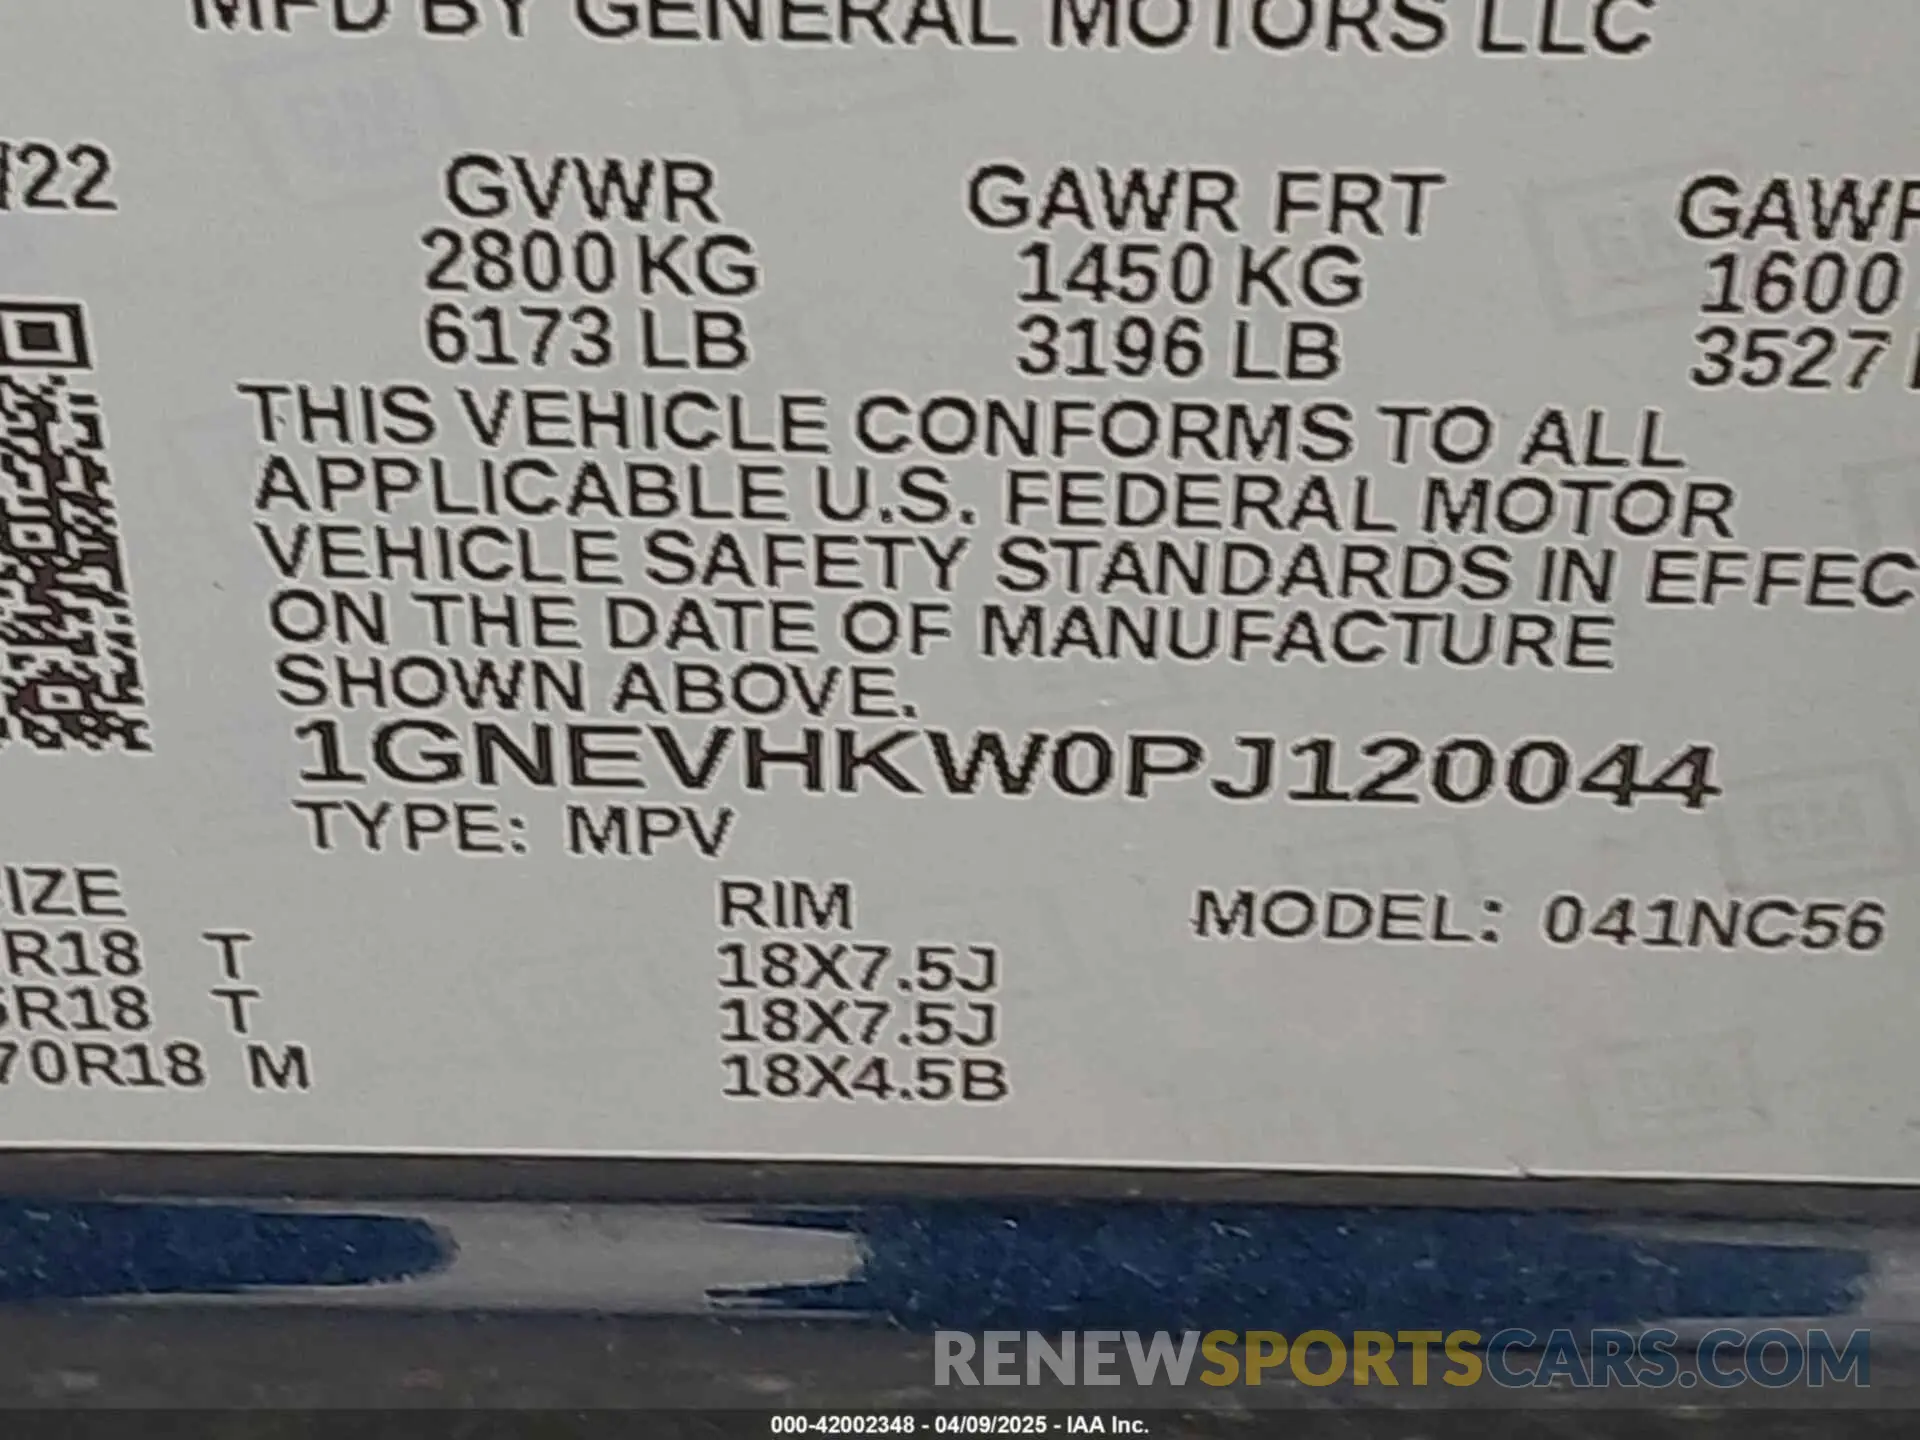 MFD BY GENERAL MOTORS LLC
/22 GVWR GAWR FRT GAWR
2800 KG 1450 KG 1600
6173 LB 3196 LB 3527
THIS VEHICLE CONFORMS TO ALL
APPLICABLE U.S. FEDERAL MOTOR
VEHICLE SAFETY STANDARDS IN EFFEC
ON THE DATE OF MANUFACTURE
SHOWN ABOVE.
1GNEVHKW0PJ120044
TYPE: MPV
IZE RIM MODEL: 041NC56
R18 T 18X7.5J
5R18 T 18X7.5J
70R18 M 18X4.5B
RENEWSPORTSCARS.COM
000-42002348 - 04/09/2025 - IAA Inc.